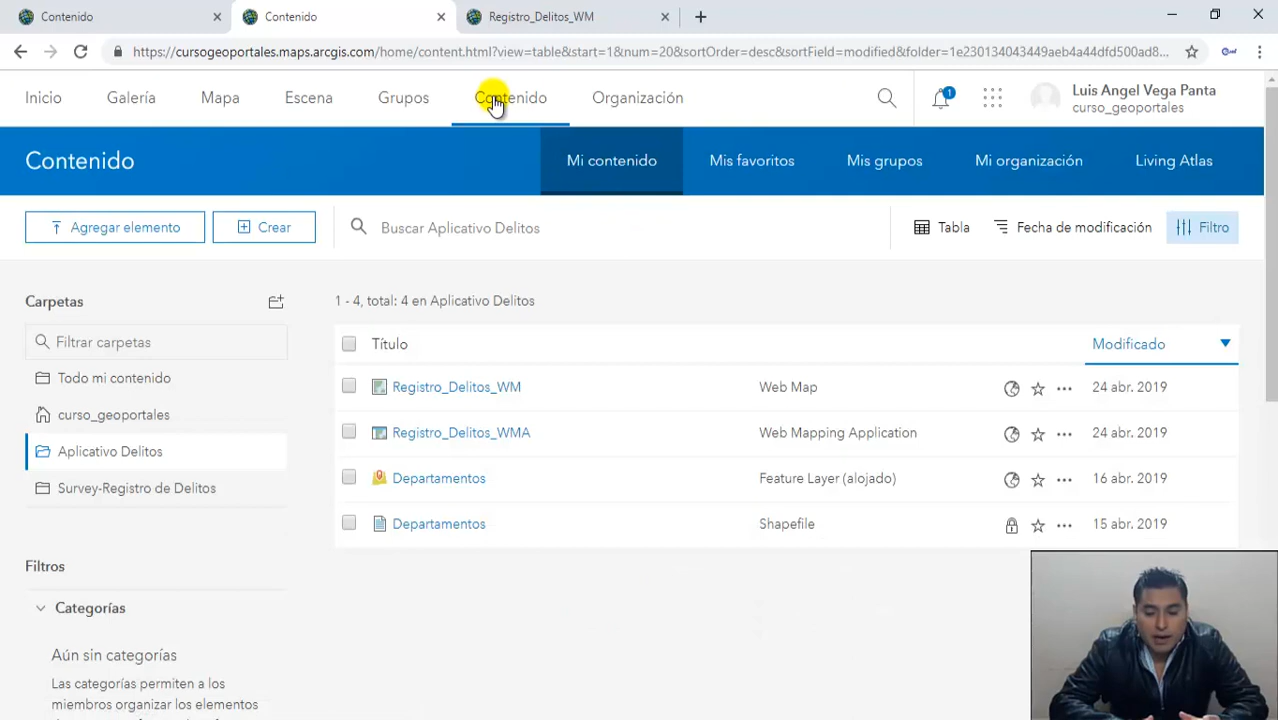 Contenido
Contenido
Registro_Delitos_WM
https://cursogeoportales.maps.arcgis.com/home/content.html?view=table&start=1&num=20&sortOrder=desc&sortField=modified&folder=1e230134043449aeb4a44dfd500ad8...
Inicio
Galería
Mapa
Escena
Grupos
Contenido
Organización
1
Luis Angel Vega Panta
curso_geoportales
Contenido
Mi contenido
Mis favoritos
Mis grupos
Mi organización
Living Atlas
Agregar elemento
Crear
Buscar Aplicativo Delitos
Tabla
Fecha de modificación
Filtro
Carpetas
Filtrar carpetas
Todo mi contenido
curso_geoportales
Aplicativo Delitos
Survey-Registro de Delitos
Filtros
Categorías
Aún sin categorías
Las categorías permiten a los
miembros organizar los elementos
1 - 4, total: 4 en Aplicativo Delitos
Título
Modificado
Registro_Delitos_WM Web Map 24 abr. 2019
Registro_Delitos_WMA Web Mapping Application 24 abr. 2019
Departamentos Feature Layer (alojado) 16 abr. 2019
Departamentos Shapefile 15 abr. 2019